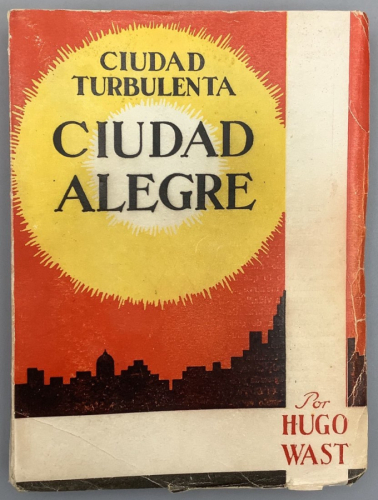 CIUDAD
TURBULENTA
CIUDAD
ALEGRE
Por
HUGO
WAST